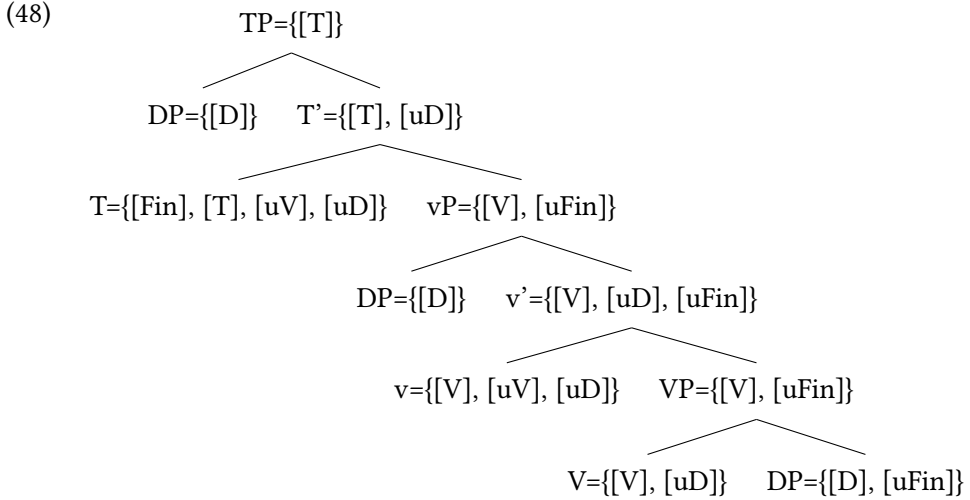 (48)
TP={[T]}
DP={[D]} T’={[T], [uD]}
T={[Fin], [T], [uV], [uD]} vP={[V], [uFin]}
DP={[D]} v’={[V], [uD], [uFin]}
v={[V], [uV], [uD]} VP={[V], [uFin]}
V={[V], [uD]} DP={[D], [uFin]}